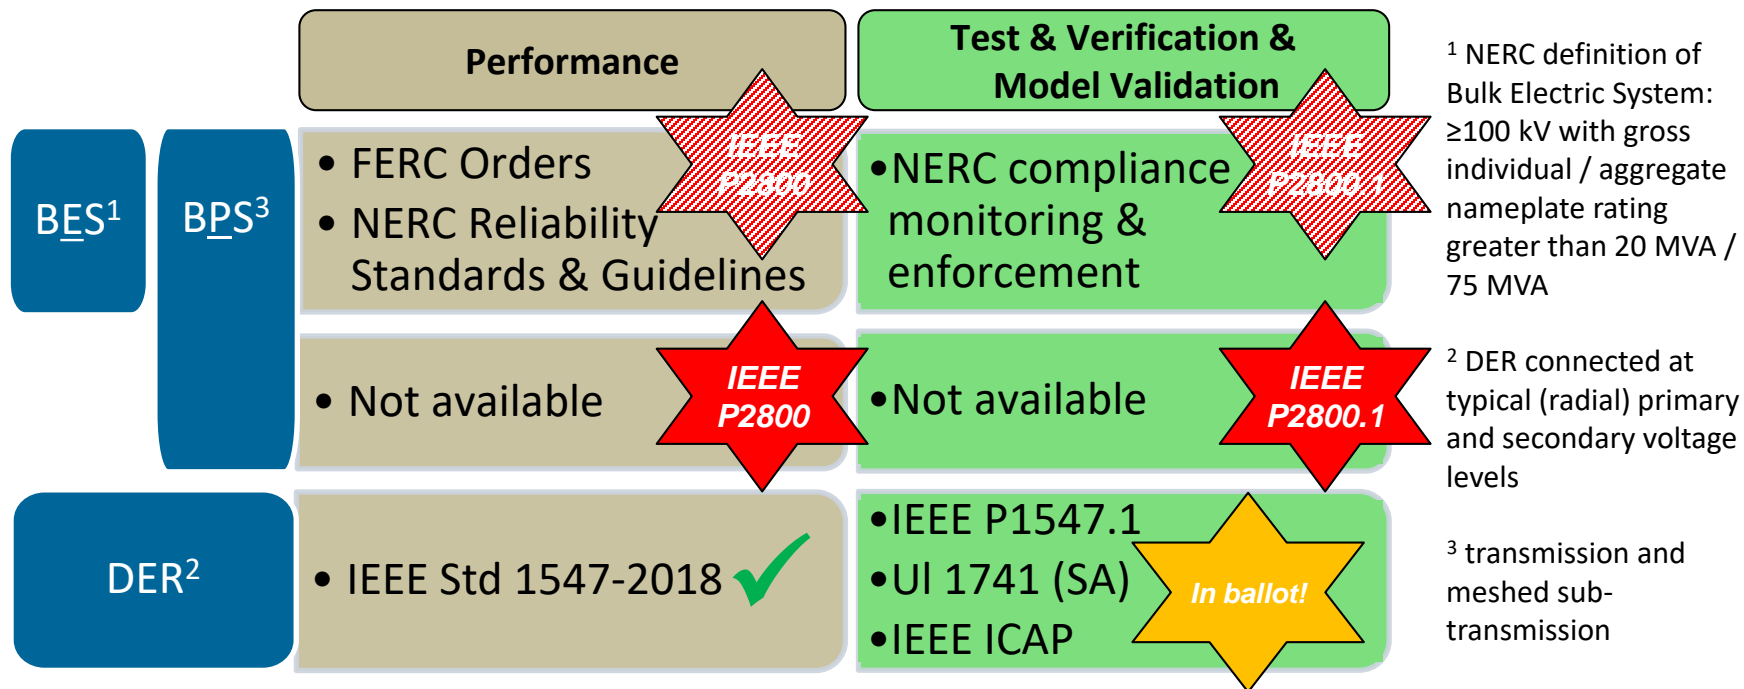 Performance
Test & Verification &
Model Validation
BES¹
BPS³
• FERC Orders
• NERC Reliability
Standards & Guidelines
IEEE
P2800
•NERC compliance
monitoring &
enforcement
IEEE
P2800.1
• Not available
IEEE
P2800
•Not available
IEEE
P2800.1
DER²
• IEEE Std 1547-2018
•IEEE P1547.1
•Ul 1741 (SA)
•IEEE ICAP
In ballot!
¹ NERC definition of
Bulk Electric System:
≥100 kV with gross
individual / aggregate
nameplate rating
greater than 20 MVA /
75 MVA
² DER connected at
typical (radial) primary
and secondary voltage
levels
³ transmission and
meshed sub-
transmission